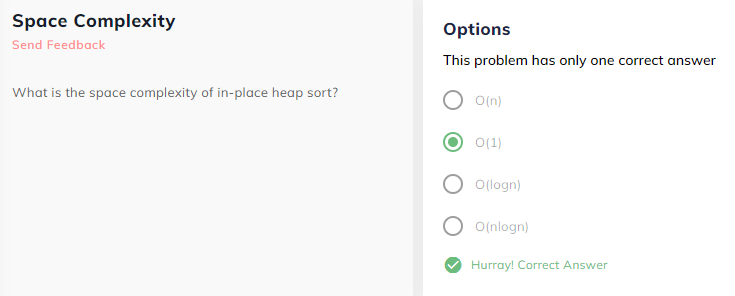 Space Complexity
Send Feedback
What is the space complexity of in-place heap sort?
Options
This problem has only one correct answer
O(n)
O(1)
O(logn)
O(nlogn)
Hurray! Correct Answer